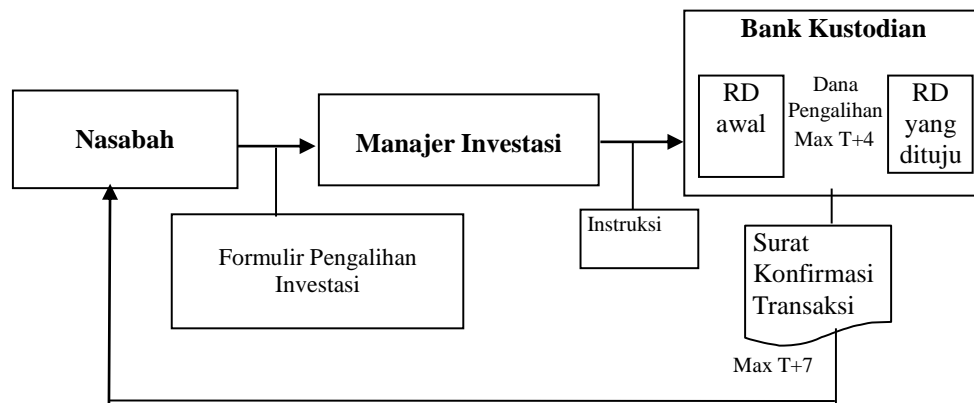 Bank Kustodian
RD
awal
Dana
Pengalihan
Max T+4
RD
yang
dituju
Nasabah
Manajer Investasi
Formulir Pengalihan
Investasi
Instruksi
Surat
Konfirmasi
Transaksi
Max T+7